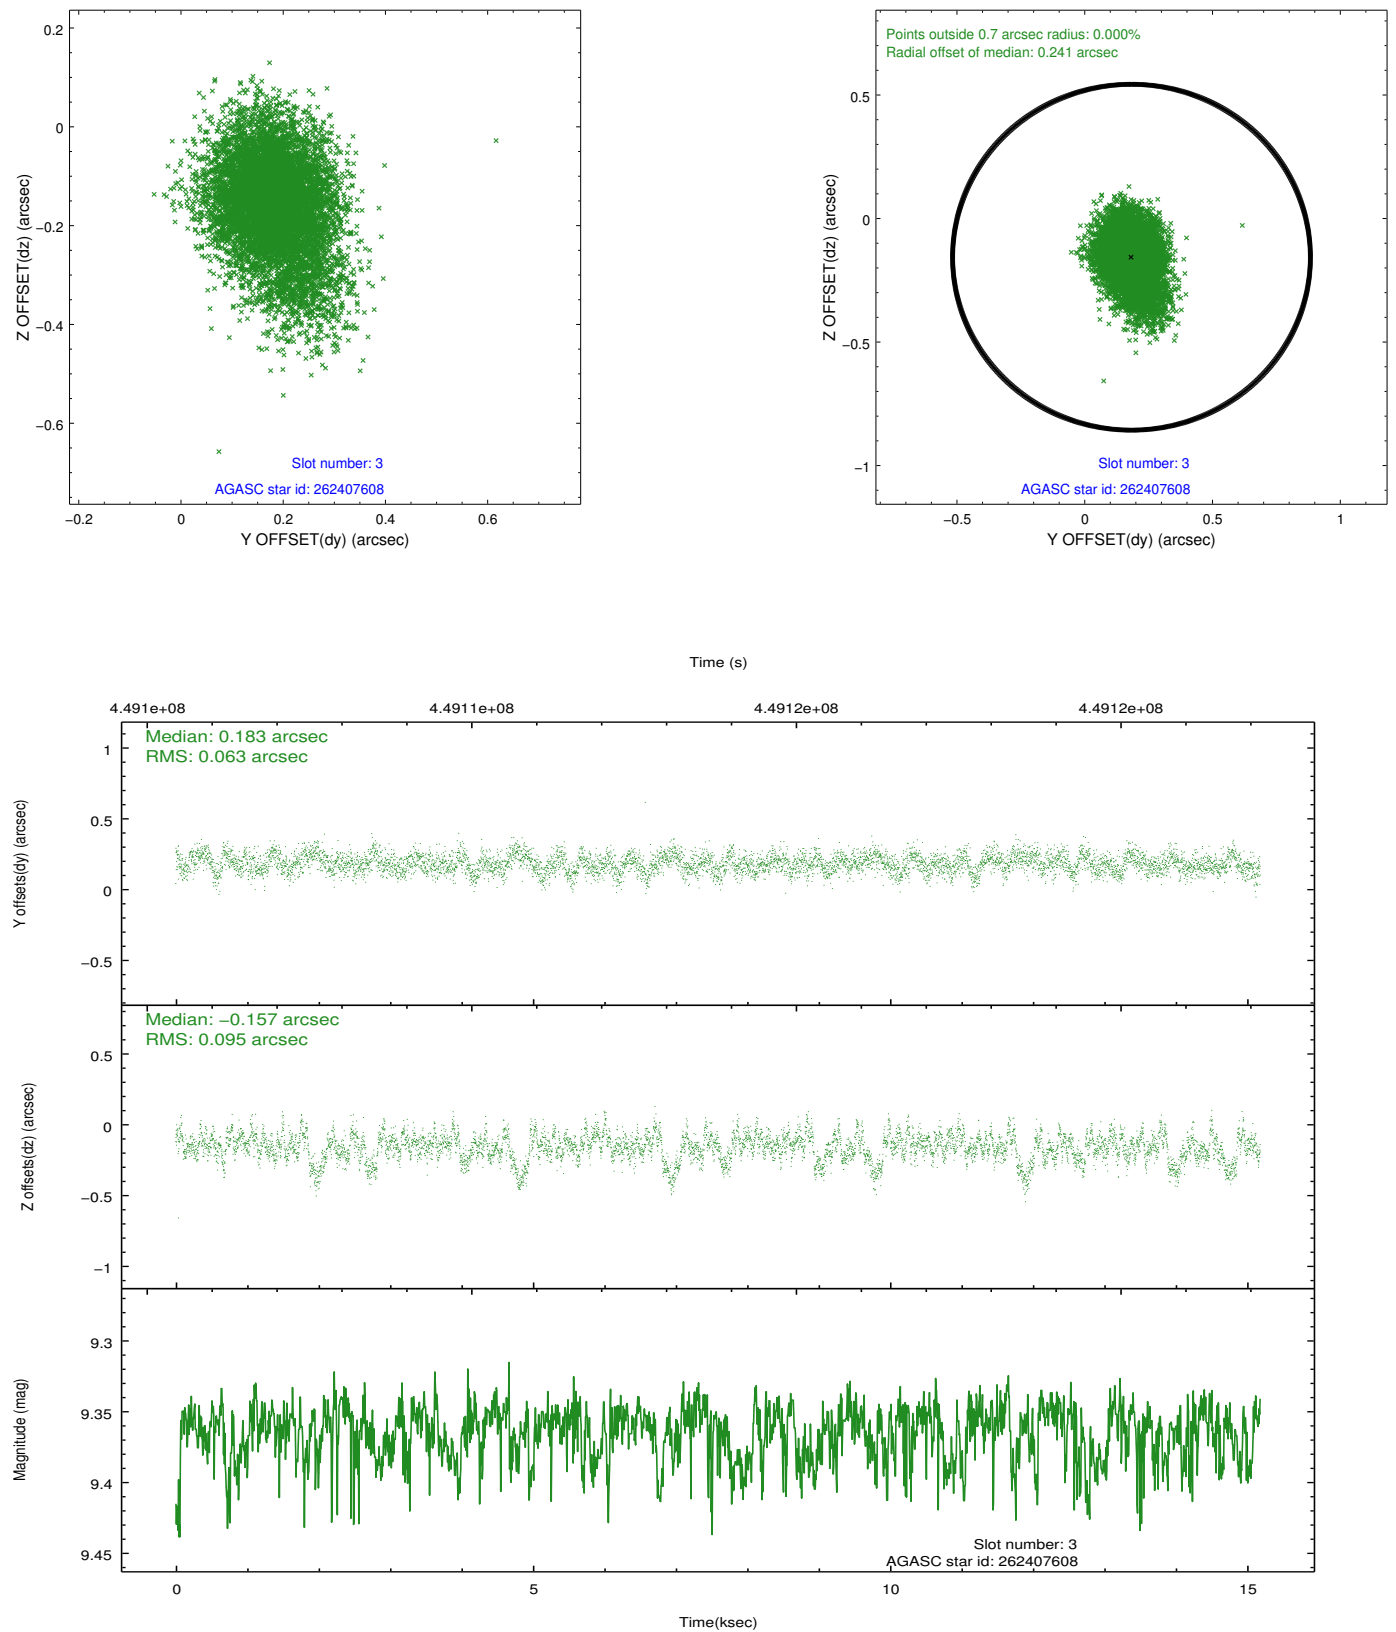 0.2
0
−0.2
−0.4
−0.6
Z OFFSET(dz) (arcsec)
Slot number: 3
AGASC star id: 262407608
−0.2
0
0.2
0.4
0.6
Y OFFSET(dy) (arcsec)
Points outside 0.7 arcsec radius: 0.000%
Radial offset of median: 0.241 arcsec
0.5
0
−0.5
−1
Z OFFSET(dz) (arcsec)
Slot number: 3
AGASC star id: 262407608
−0.5
0
0.5
1
Y OFFSET(dy) (arcsec)
Time (s)
4.491e+08
4.4911e+08
4.4912e+08
4.4912e+08
Median: 0.183 arcsec
RMS: 0.063 arcsec
1
0.5
0
−0.5
Y offsets(dy) (arcsec)
Median: −0.157 arcsec
RMS: 0.095 arcsec
0.5
0
−0.5
−1
Z offsets(dz) (arcsec)
9.3
9.35
9.4
9.45
Magnitude (mag)
Slot number: 3
AGASC star id: 262407608
0
5
10
15
Time(ksec)